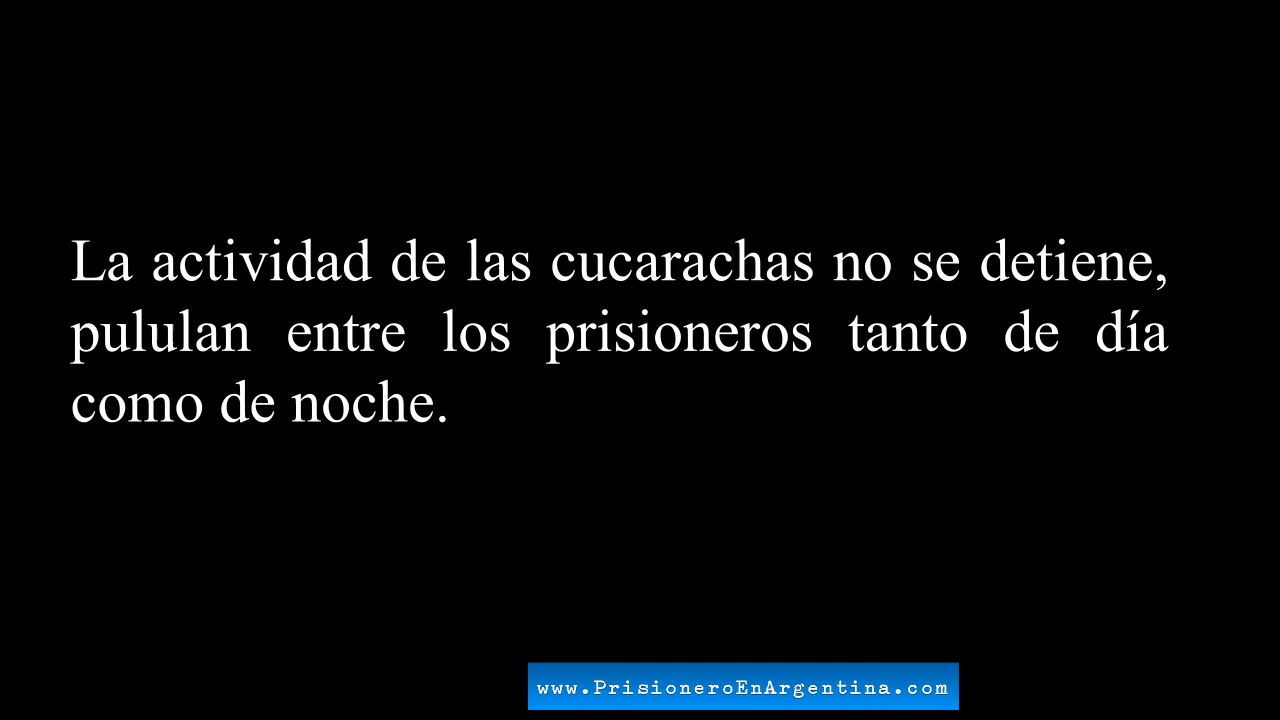 La actividad de las cucarachas no se detiene,
pululan entre los prisioneros tanto de día
como de noche.
www.PrisioneroEnArgentina.com